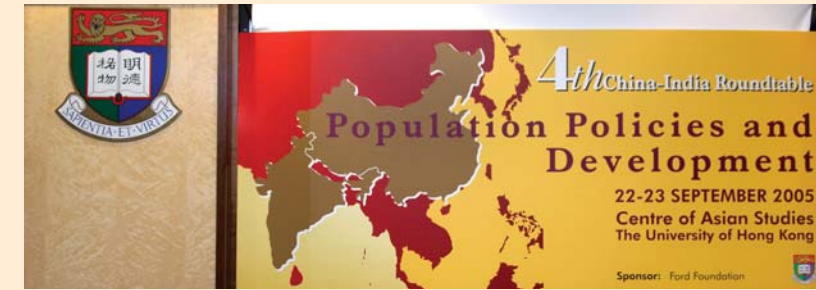 明德
格物
SAPIENTIA·ET·VIRTUS
4th China-India Roundtable
Population Policies and
Development
22-23 SEPTEMBER 2005
Centre of Asian Studies
The University of Hong Kong
Sponsor: Ford Foundation